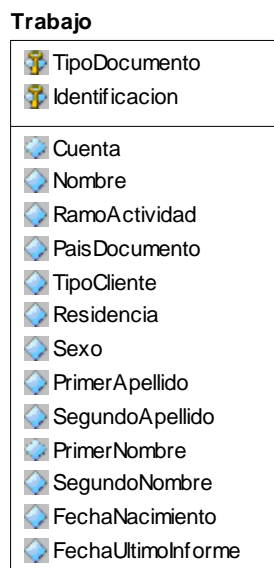 Trabajo
TipoDocumento
Identificacion
Cuenta
Nombre
RamoActividad
PaisDocumento
TipoCliente
Residencia
Sexo
PrimerApellido
SegundoApellido
PrimerNombre
SegundoNombre
FechaNacimiento
FechaUltimoInforme